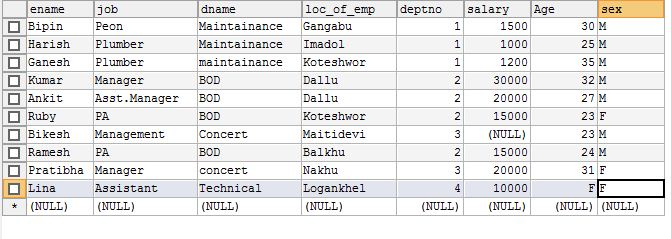 ename job dname loc_of_emp deptno salary Age sex
Bipin Peon Maintainance Gangabu 1 1500 30 M
Harish Plumber Maintainance Imadol 1 1000 25 M
Ganesh Plumber maintainance Koteshwor 1 1200 35 M
Kumar Manager BOD Dallu 2 30000 32 M
Ankit Asst.Manager BOD Dallu 2 20000 27 M
Ruby PA BOD Koteshwor 2 15000 23 F
Bikesh Management Concert Maitidevi 3 (NULL) 23 M
Ramesh PA BOD Balkhu 2 15000 24 M
Pratibha Manager concert Nakhu 3 20000 31 F
Lina Assistant Technical Logankhel 4 10000 F F
* (NULL) (NULL) (NULL) (NULL) (NULL) (NULL) (NULL) (NULL)